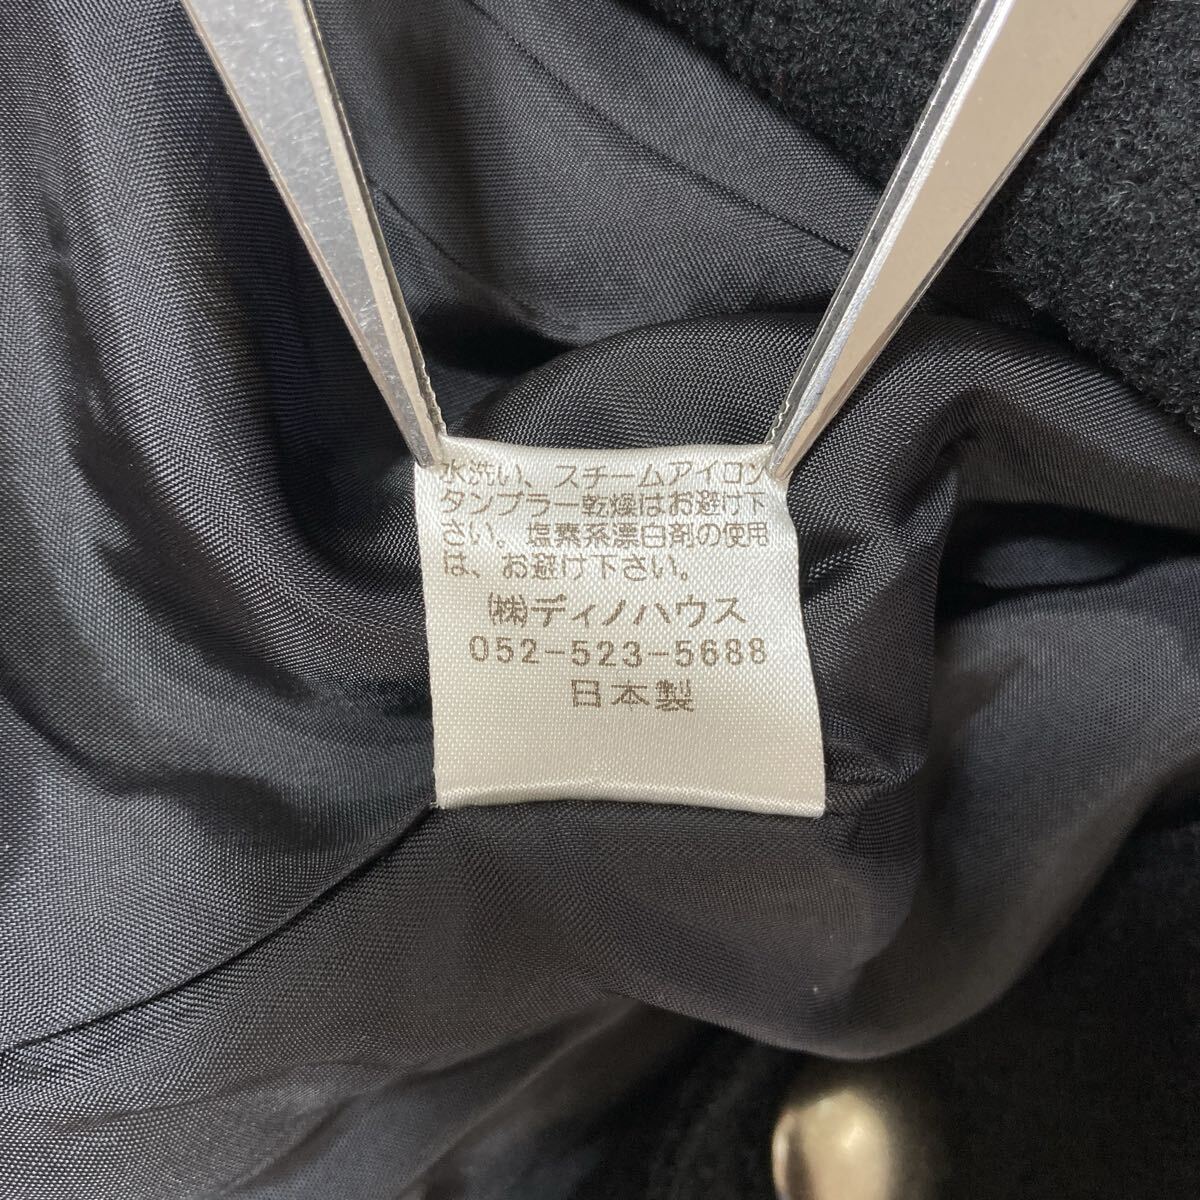 水洗い、スチームアイロン
タンブラー乾燥はお避け下
さい。塩素系漂白剤の使用
は、お避け下さい。
㈱ディノハウス
052-523-5688
日本製